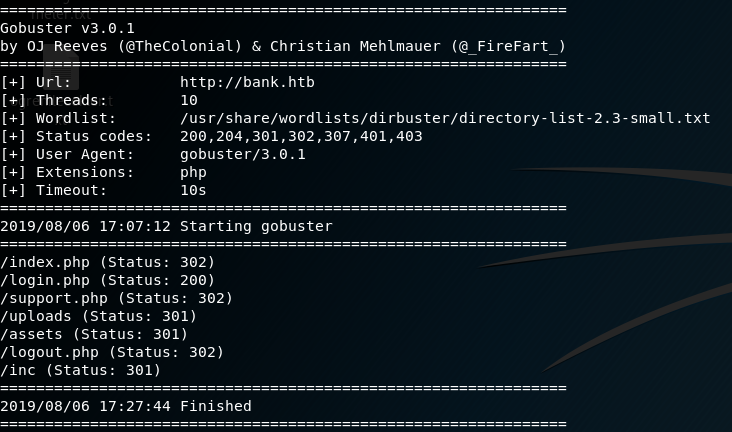 =============================================================== 
Gobuster v3.0.1
by OJ Reeves (@TheColonial) & Christian Mehlmauer (@_FireFart_)
===============================================================
[+] Url:            http://bank.htb
[+] Threads:        10
[+] Wordlist:       /usr/share/wordlists/dirbuster/directory-list-2.3-small.txt
[+] Status codes:   200,204,301,302,307,401,403
[+] User Agent:     gobuster/3.0.1
[+] Extensions:     php
[+] Timeout:        10s
===============================================================
2019/08/06 17:07:12 Starting gobuster
===============================================================
/index.php (Status: 302)
/login.php (Status: 200)
/support.php (Status: 302)
/uploads (Status: 301)
/assets (Status: 301)
/logout.php (Status: 302)
/inc (Status: 301)
===============================================================
2019/08/06 17:27:44 Finished
===============================================================